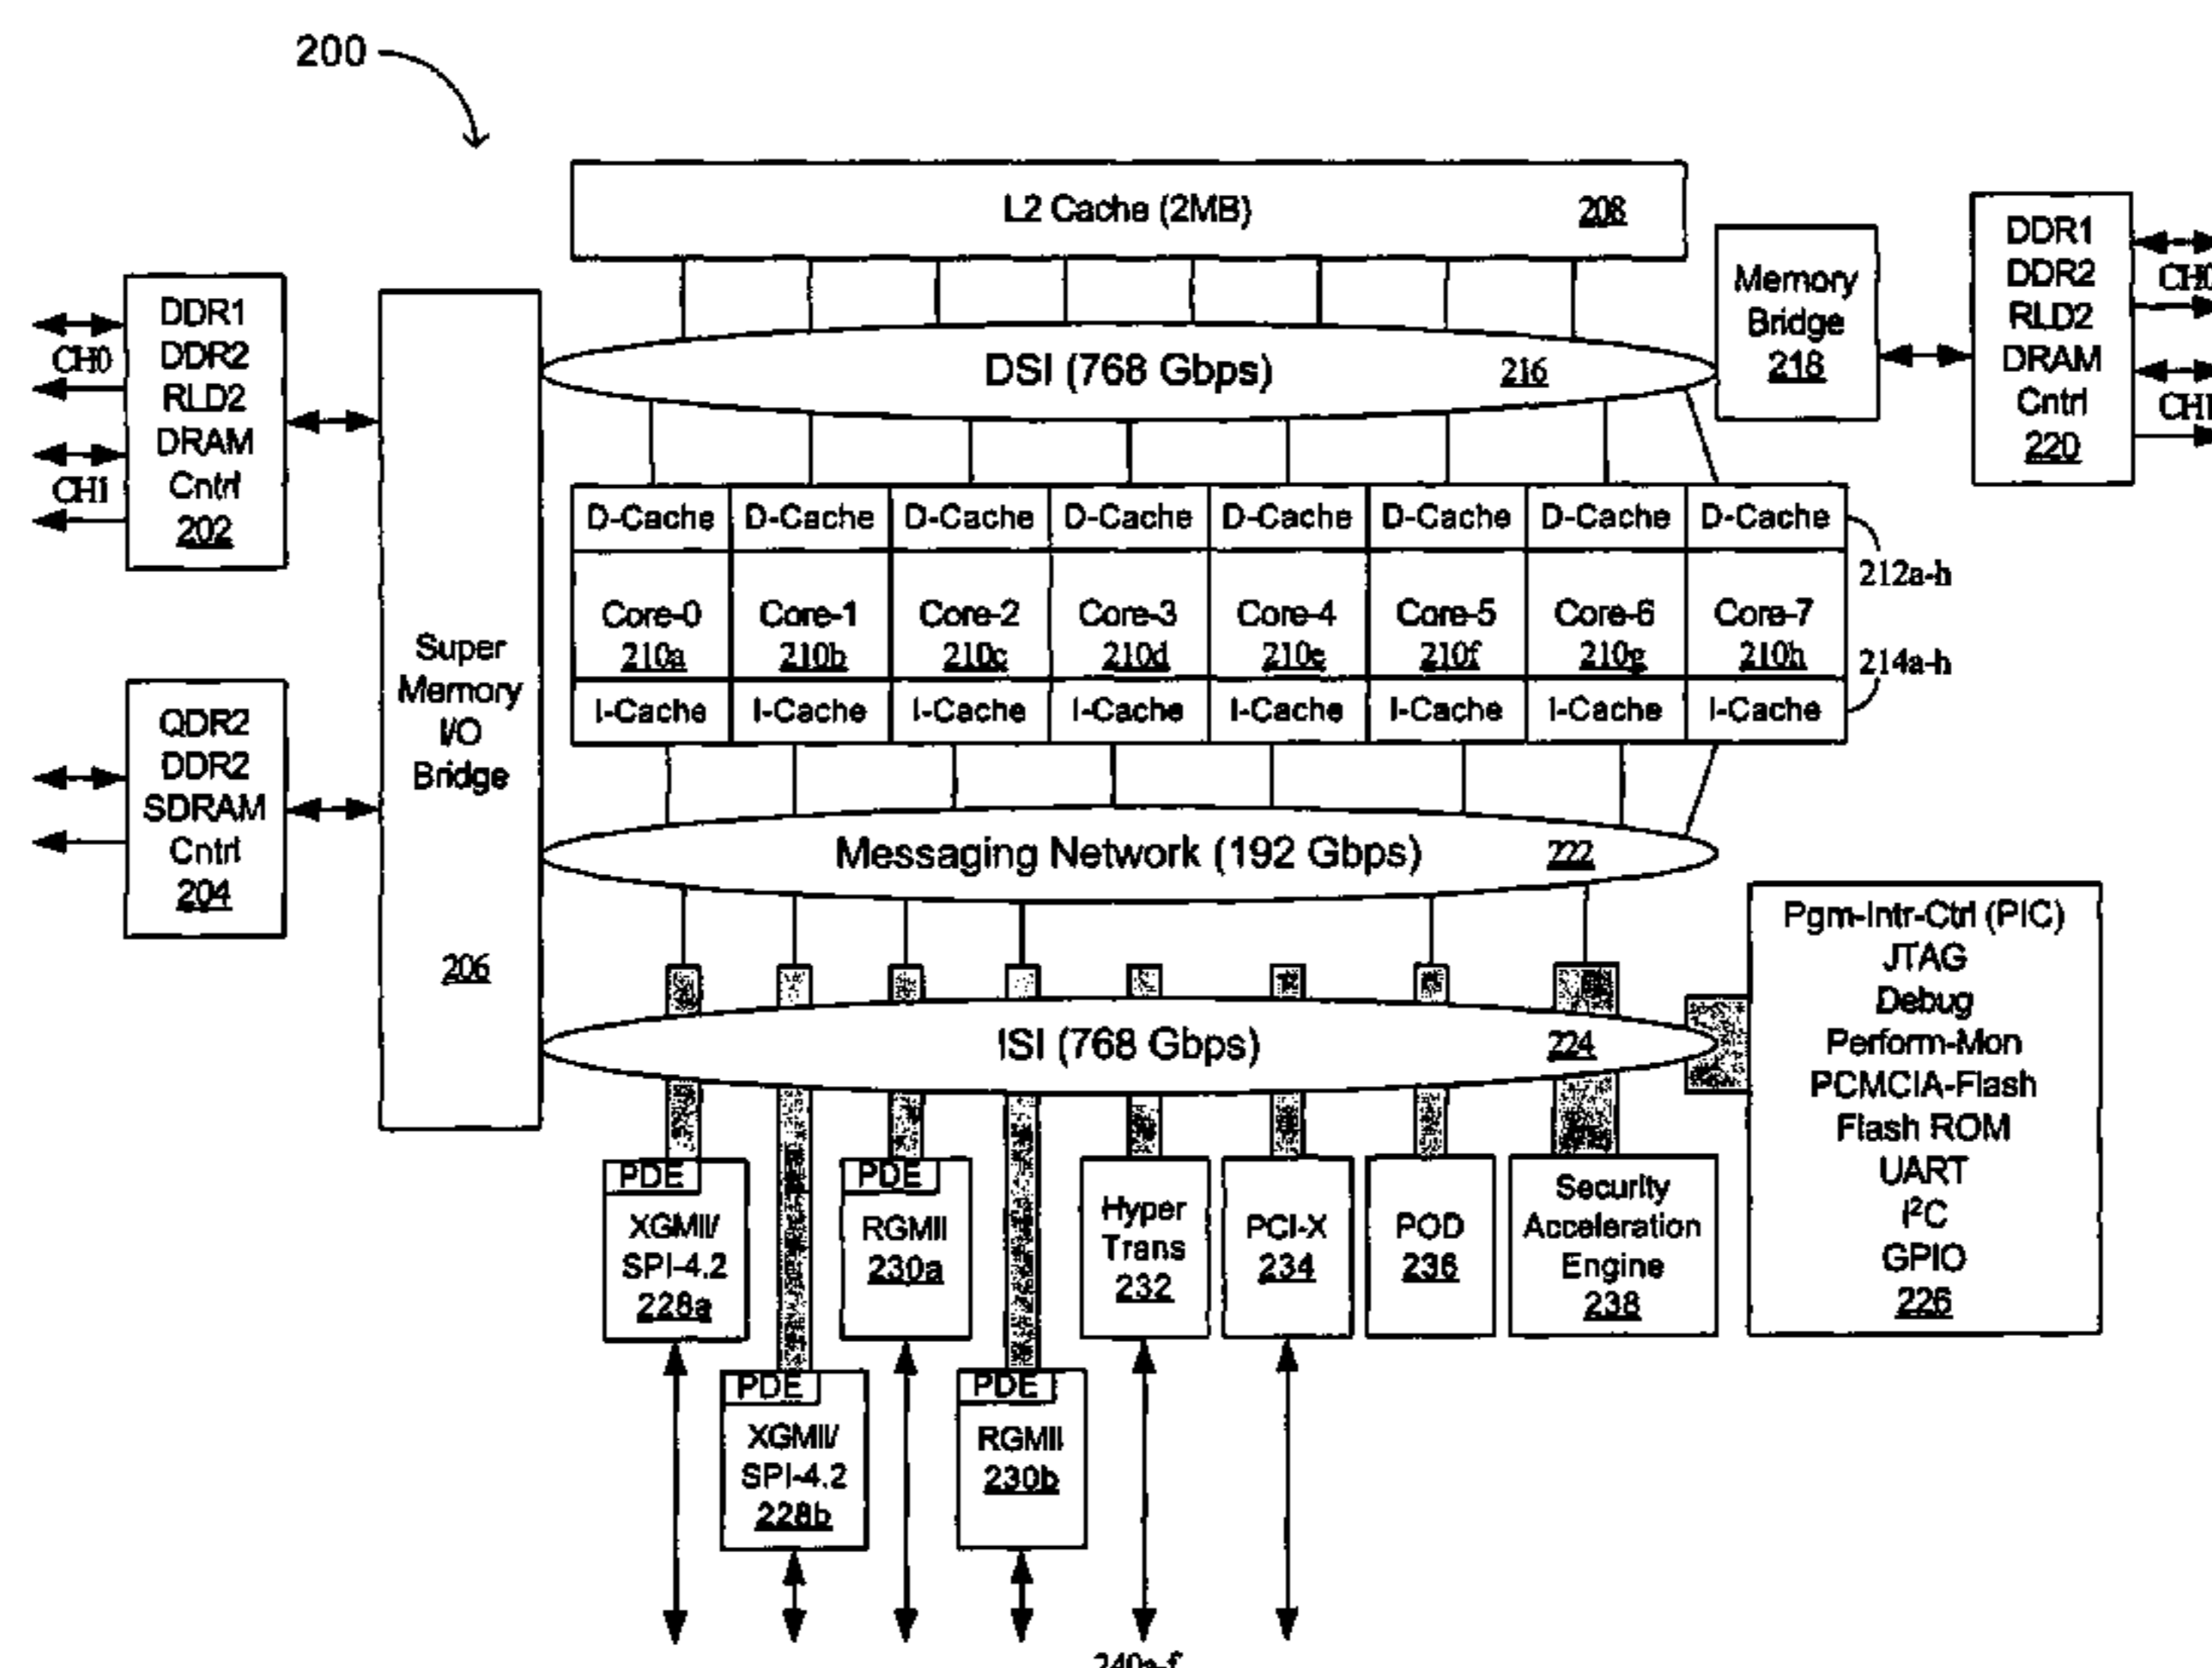 200
L2 Cache (2MB) 208
DSI (768 Gbps) 216
Memory
Bridge
218
DDR1
DDR2
RLD2
DRAM
Cntrl
220
CH0
CH1
DDR1
DDR2
RLD2
DRAM
Cntrl
202
CH0
CH1
QDR2
DDR2
SDRAM
Cntrl
204
Super
Memory
I/O
Bridge
206
D-Cache D-Cache D-Cache D-Cache D-Cache D-Cache D-Cache D-Cache
212a-h
Core-0 Core-1 Core-2 Core-3 Core-4 Core-5 Core-6 Core-7
210a 210b 210c 210d 210e 210f 210g 210h
214a-h
I-Cache I-Cache I-Cache I-Cache I-Cache I-Cache I-Cache I-Cache
Messaging Network (192 Gbps) 222
ISI (768 Gbps) 224
Pgm-Intr-Ctrl (PIC)
JTAG
Debug
Perform-Mon
PCMCIA-Flash
Flash ROM
UART
I²C
GPIO
226
PDE
XGMII/
SPI-4.2
228a
PDE
XGMII/
SPI-4.2
228b
PDE
RGMII
230a
PDE
RGMII
230b
Hyper
Trans
232
PCI-X
234
POD
236
Security
Acceleration
Engine
238
240a-f